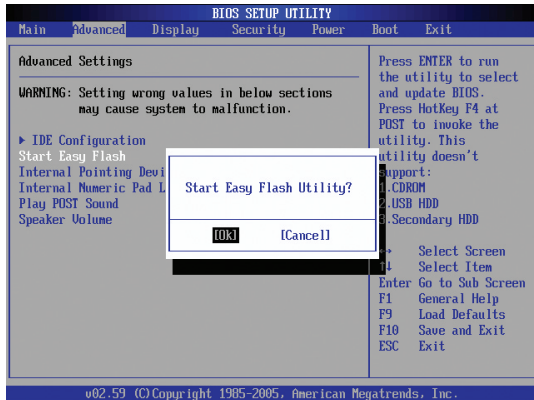 BIOS SETUP UTILITY
Main Advanced Display Security Power Boot Exit
Advanced Settings
WARNING: Setting wrong values in below sections
may cause system to malfunction.
▶ IDE Configuration
Start Easy Flash
Internal Pointing Devi
Internal Numeric Pad L
Play POST Sound
Speaker Volume
Start Easy Flash Utility?
[Ok] [Cancel]
Press ENTER to run
the utility to select
and update BIOS.
Press HotKey F4 at
POST to invoke the
utility. This
utility doesn't
support:
1.CDROM
2.USB HDD
3.Secondary HDD
↔ Select Screen
↑↓ Select Item
Enter Go to Sub Screen
F1 General Help
F9 Load Defaults
F10 Save and Exit
ESC Exit
v02.59 (C)Copyright 1985-2005, American Megatrends, Inc.